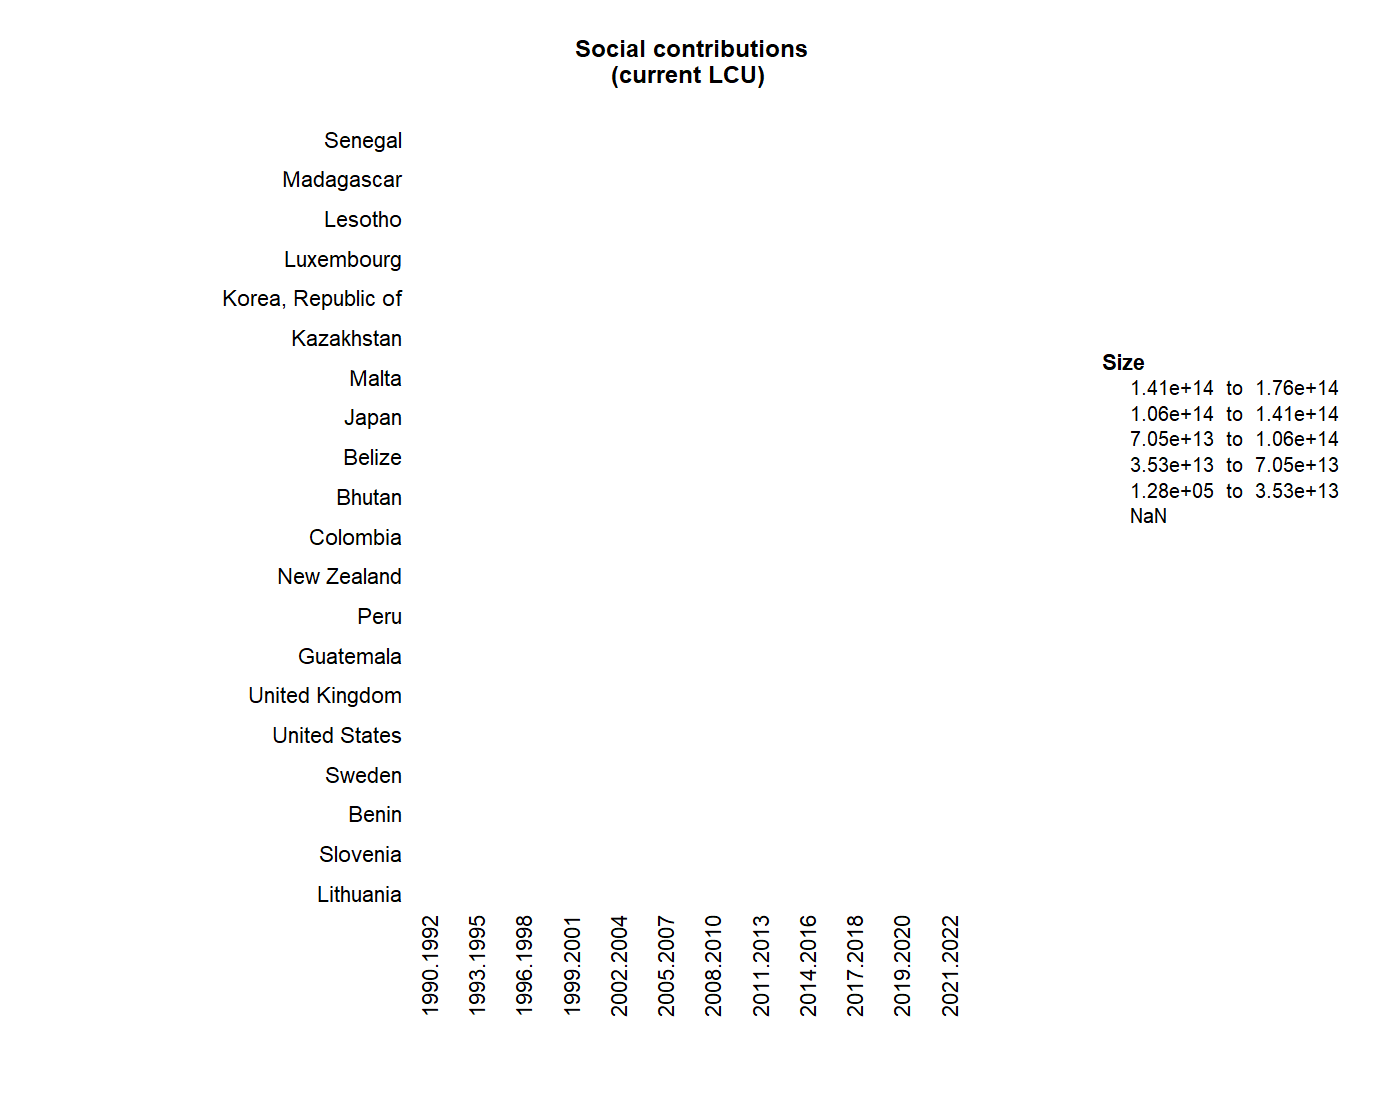 Social contributions
(current LCU)
Senegal
Madagascar
Lesotho
Luxembourg
Korea, Republic of
Kazakhstan
Malta
Japan
Belize
Bhutan
Colombia
New Zealand
Peru
Guatemala
United Kingdom
United States
Sweden
Benin
Slovenia
Lithuania
1990.1992
1993.1995
1996.1998
1999.2001
2002.2004
2005.2007
2008.2010
2011.2013
2014.2016
2017.2018
2019.2020
2021.2022
Size
1.41e+14 to 1.76e+14
1.06e+14 to 1.41e+14
7.05e+13 to 1.06e+14
3.53e+13 to 7.05e+13
1.28e+05 to 3.53e+13
NaN